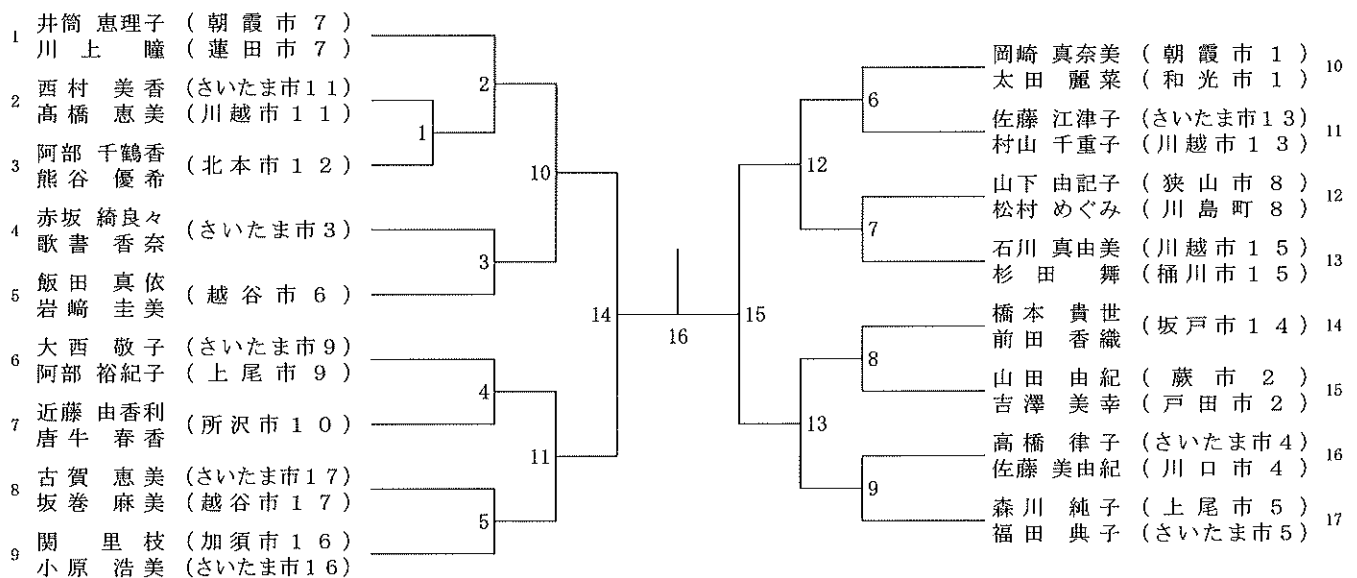 1 井筒 恵理子 (朝霞市7)
川上 瞳 (蓮田市7)
2 西村 美香 (さいたま市11)
髙橋 恵美 (川越市11)
3 阿部 千鶴香 (北本市12)
熊谷 優希
4 赤坂 綺良々 (さいたま市3)
歌書 香奈
5 飯田 真依 (越谷市6)
岩﨑 圭美
6 大西 敬子 (さいたま市9)
阿部 裕紀子 (上尾市9)
7 近藤 由香利 (所沢市10)
唐牛 春香
8 古賀 恵美 (さいたま市17)
坂巻 麻美 (越谷市17)
9 関 里枝 (加須市16)
小原 浩美 (さいたま市16)
2
1
10
3
14
4
11
5
16
15
6
12
7
8
13
9
岡崎 真奈美 (朝霞市1) 10
太田 麗菜 (和光市1)
佐藤 江津子 (さいたま市13) 11
村山 千重子 (川越市13)
山下 由記子 (狭山市8) 12
松村 めぐみ (川島町8)
石川 真由美 (川越市15) 13
杉田 舞 (桶川市15)
橋本 貴世 (坂戸市14) 14
前田 香織
山田 由紀 (蕨市2) 15
吉澤 美幸 (戸田市2)
高橋 律子 (さいたま市4) 16
佐藤 美由紀 (川口市4)
森川 純子 (上尾市5) 17
福田 典子 (さいたま市5)